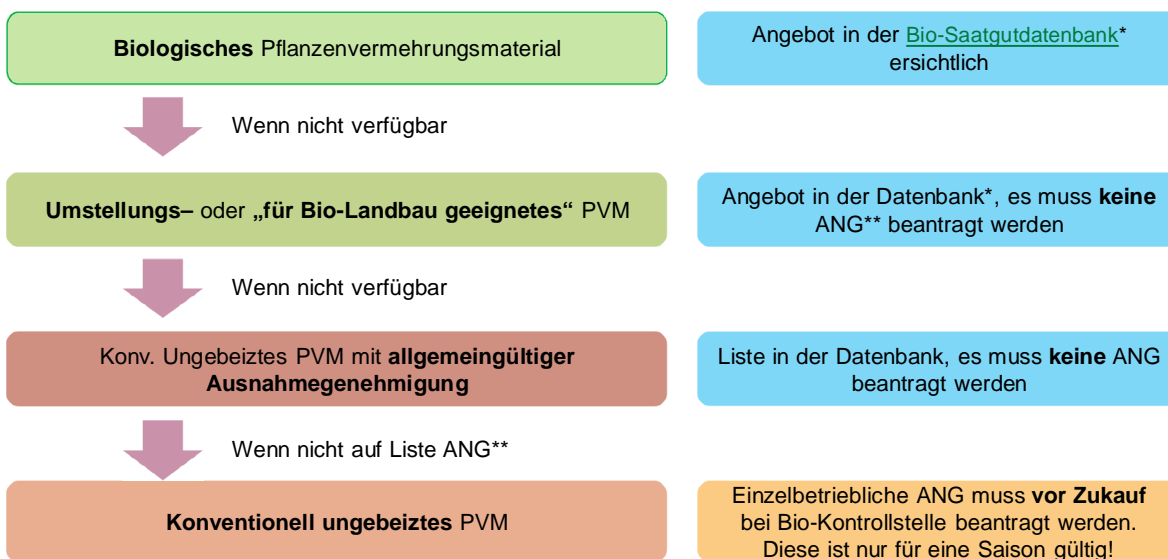 Biologisches Pflanzenvermehrungsmaterial
Angebot in der Bio-Saatgutdatenbank*
ersichtlich
Wenn nicht verfügbar
Umstellungs– oder „für Bio-Landbau geeignetes“ PVM
Angebot in der Datenbank*, es muss keine
ANG** beantragt werden
Wenn nicht verfügbar
Konv. Ungebeiztes PVM mit allgemeingültiger
Ausnahmegenehmigung
Liste in der Datenbank, es muss keine ANG
beantragt werden
Wenn nicht auf Liste ANG**
Konventionell ungebeiztes PVM
Einzelbetriebliche ANG muss vor Zukauf
bei Bio-Kontrollstelle beantragt werden.
Diese ist nur für eine Saison gültig!